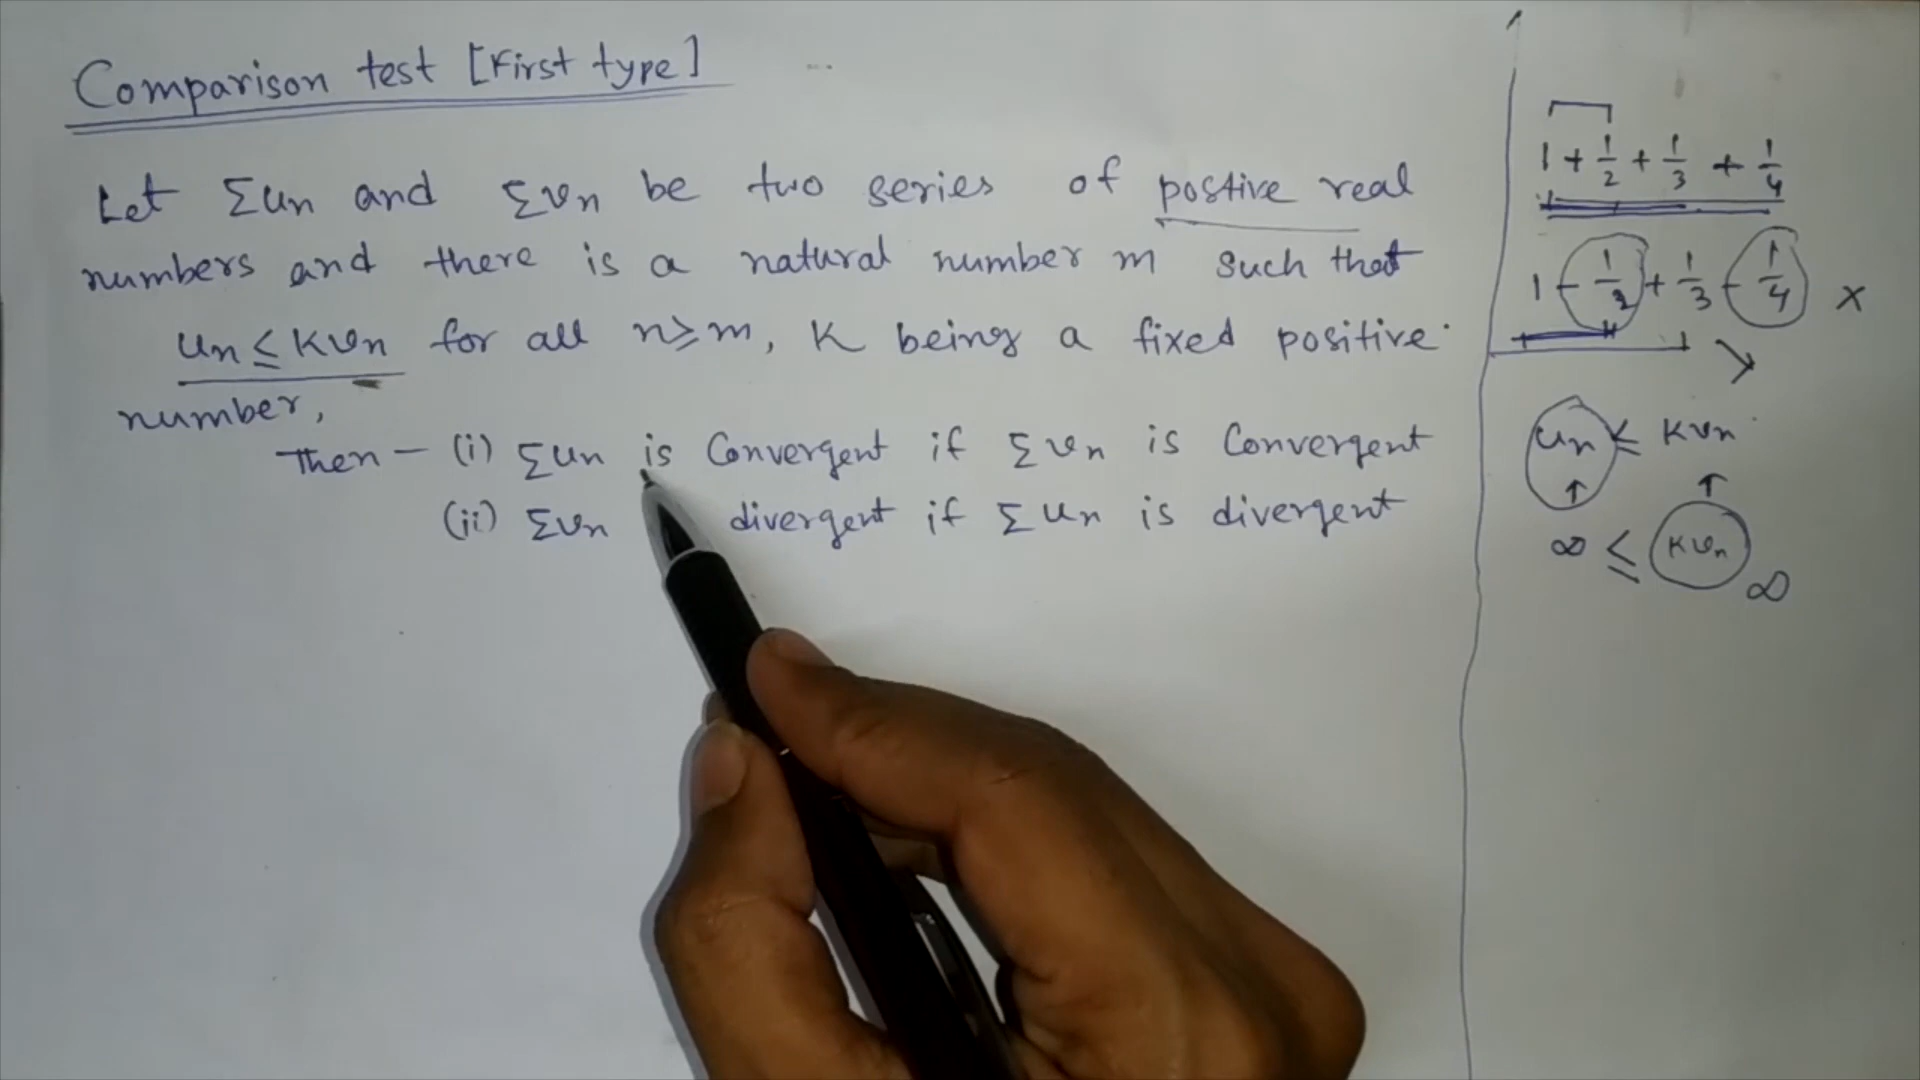 Comparison test [First type]
Let Σun and Σvn be two series of postive real
numbers and there is a natural number m such that
un ≤ Kvn for all n ≥ m, K being a fixed positive
number,
Then – (i) Σun is Convergent if Σvn is Convergent
(ii) Σvn divergent if Σun is divergent
1 + 1/2 + 1/3 + 1/4
1 - 1/2 + 1/3 - 1/4 ×
un ≤ Kvn
↑ ↑
∞ ≤ Kvn
∞